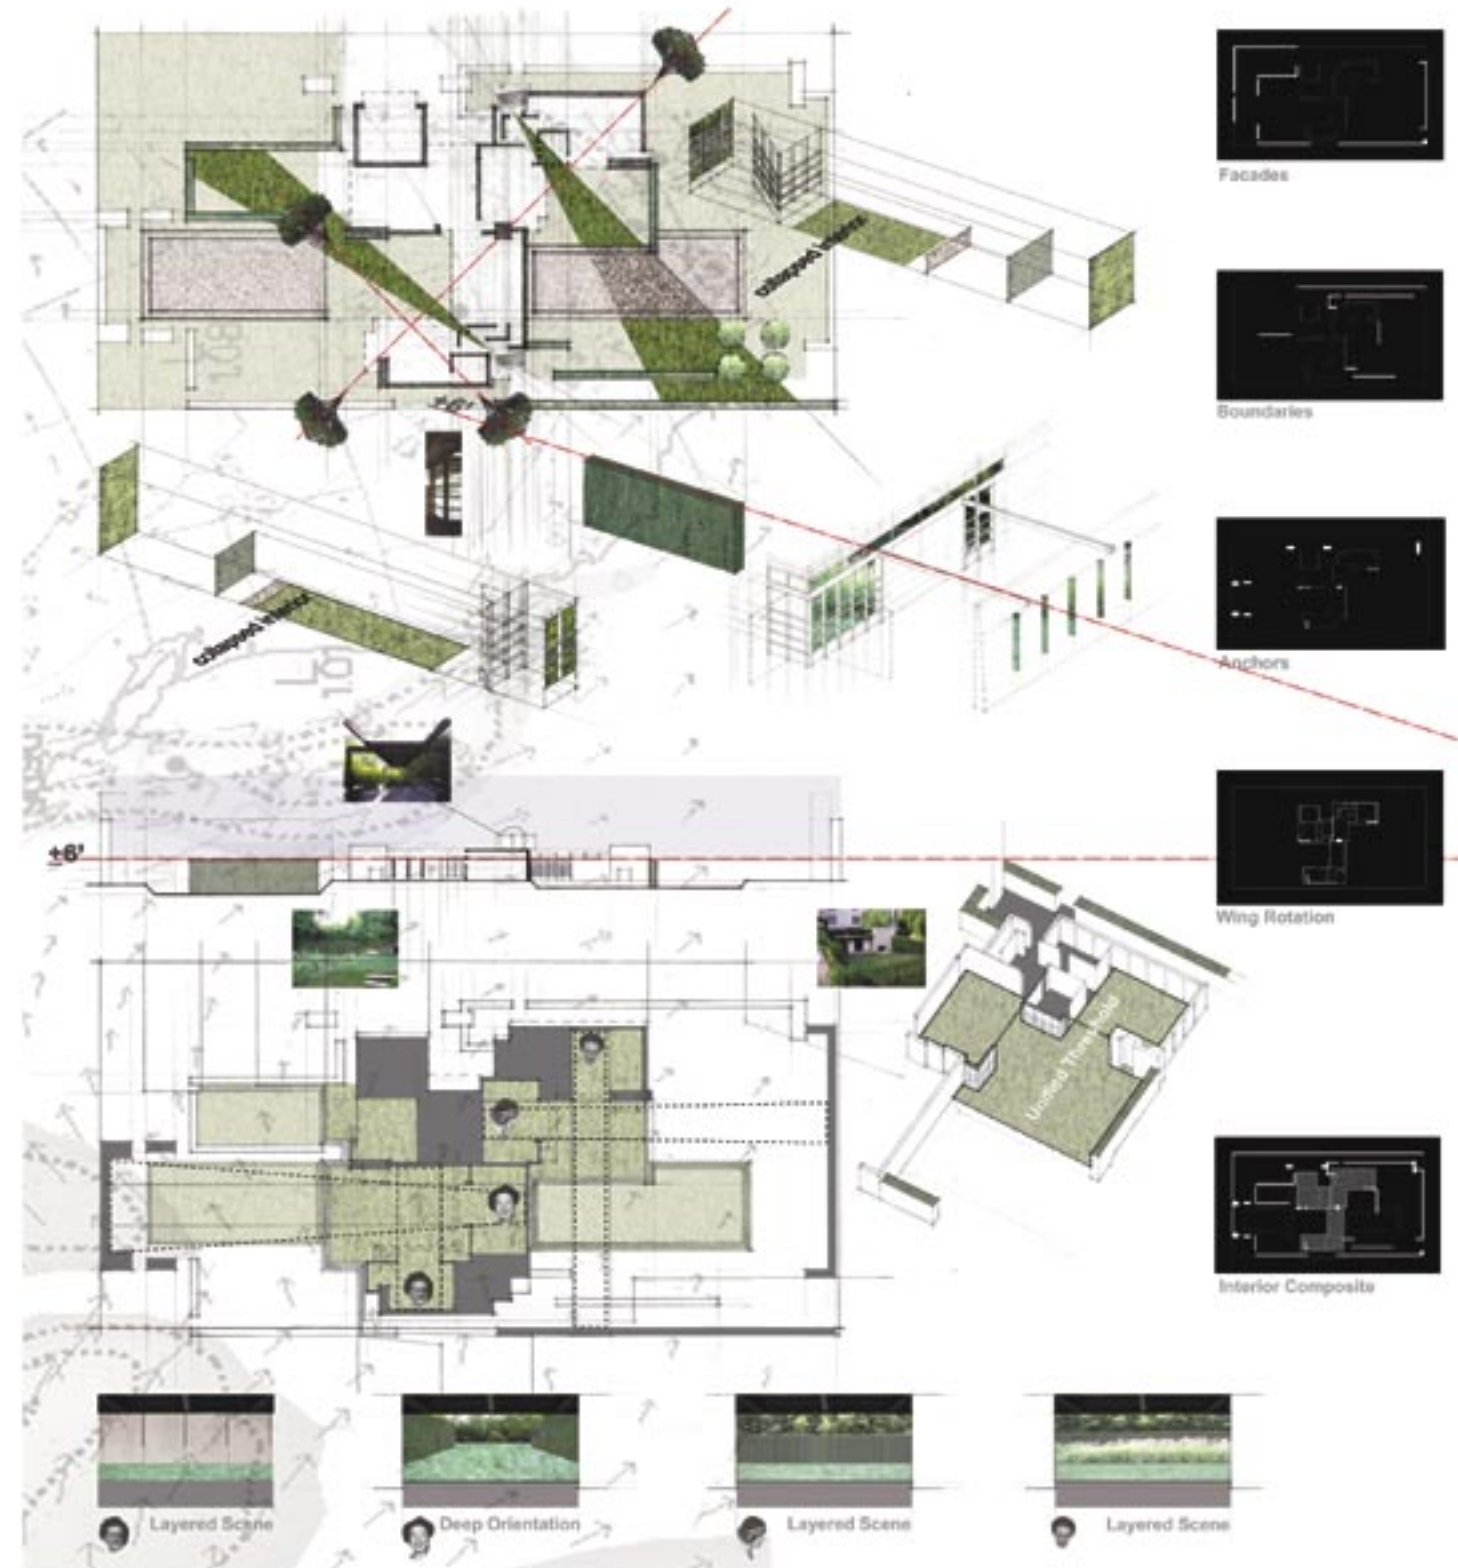 Facades
collapsed interior
Boundaries
±6'
collapsed interior
Anchors
±6'
Wing Rotation
Unified Threshold
Interior Composite
Layered Scene
Deep Orientation
Layered Scene
Layered Scene